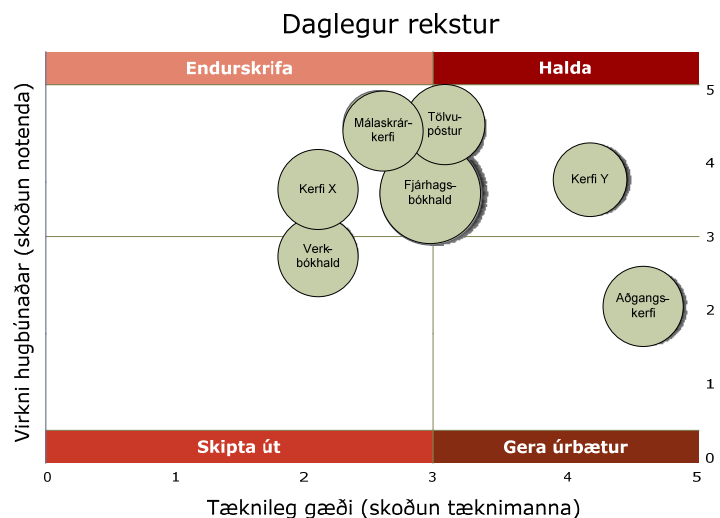 Daglegur rekstur
Endurskrifa
Halda
Virkni hugbúnaðar (skoðun notenda)
5
4
3
2
1
0
Málaskrár-
kerfi
Tölvu-
póstur
Kerfi X
Fjárhags-
bókhald
Kerfi Y
Verk-
bókhald
Aðgangs-
kerfi
Skipta út
Gera úrbætur
0
1
2
3
4
5
Tæknileg gæði (skoðun tæknimanna)